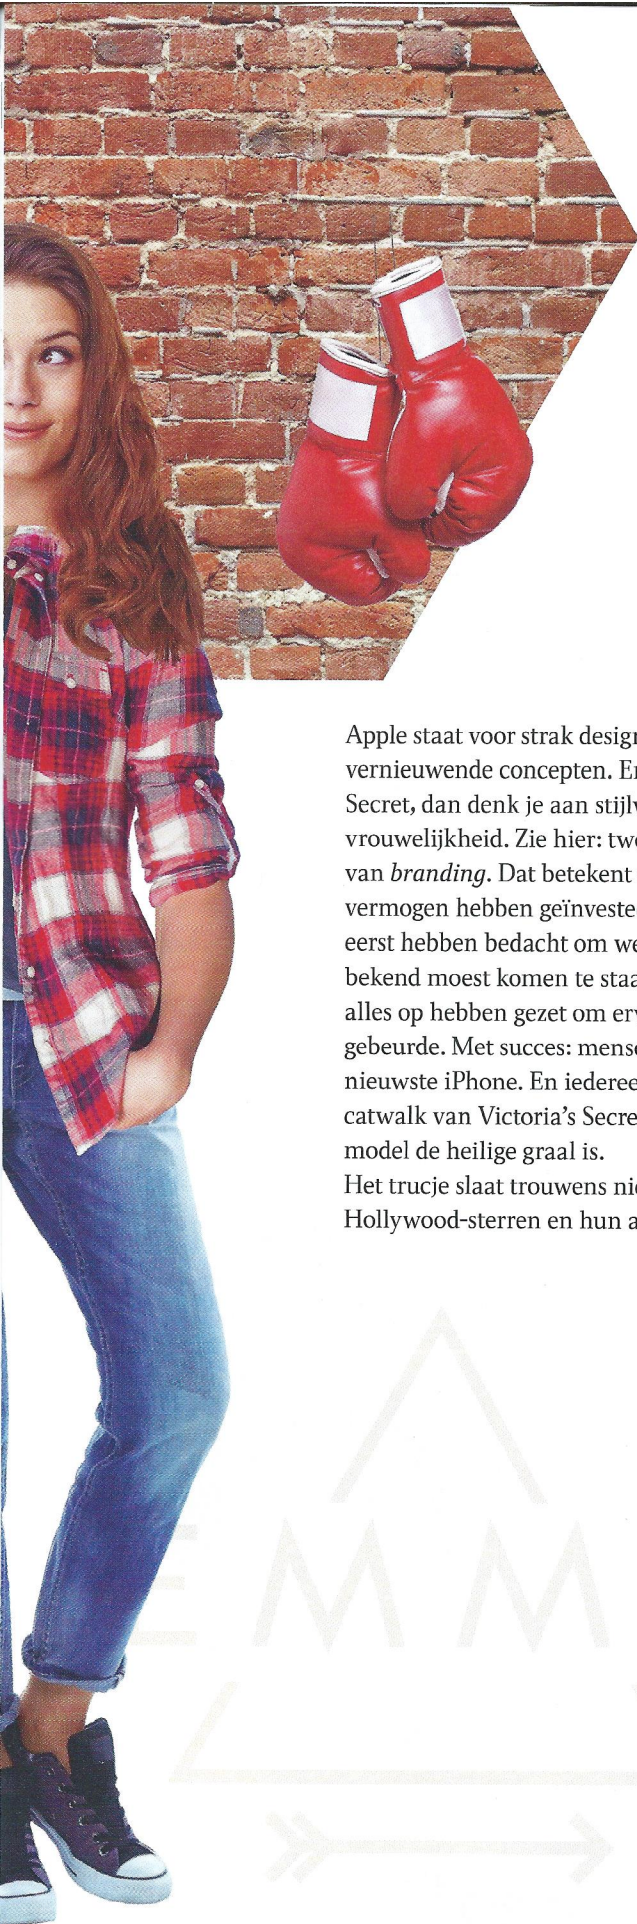 Apple staat voor strak design
vernieuwende concepten. En
Secret, dan denk je aan stijlv
vrouwelijkheid. Zie hier: twe
van branding. Dat betekent
vermogen hebben geïnvestee
eerst hebben bedacht om we
bekend moest komen te staa
alles op hebben gezet om erv
gebeurde. Met succes: mense
nieuwste iPhone. En iederee
catwalk van Victoria's Secre
model de heilige graal is.
Het trucje slaat trouwens nie
Hollywood-sterren en hun a
EMM